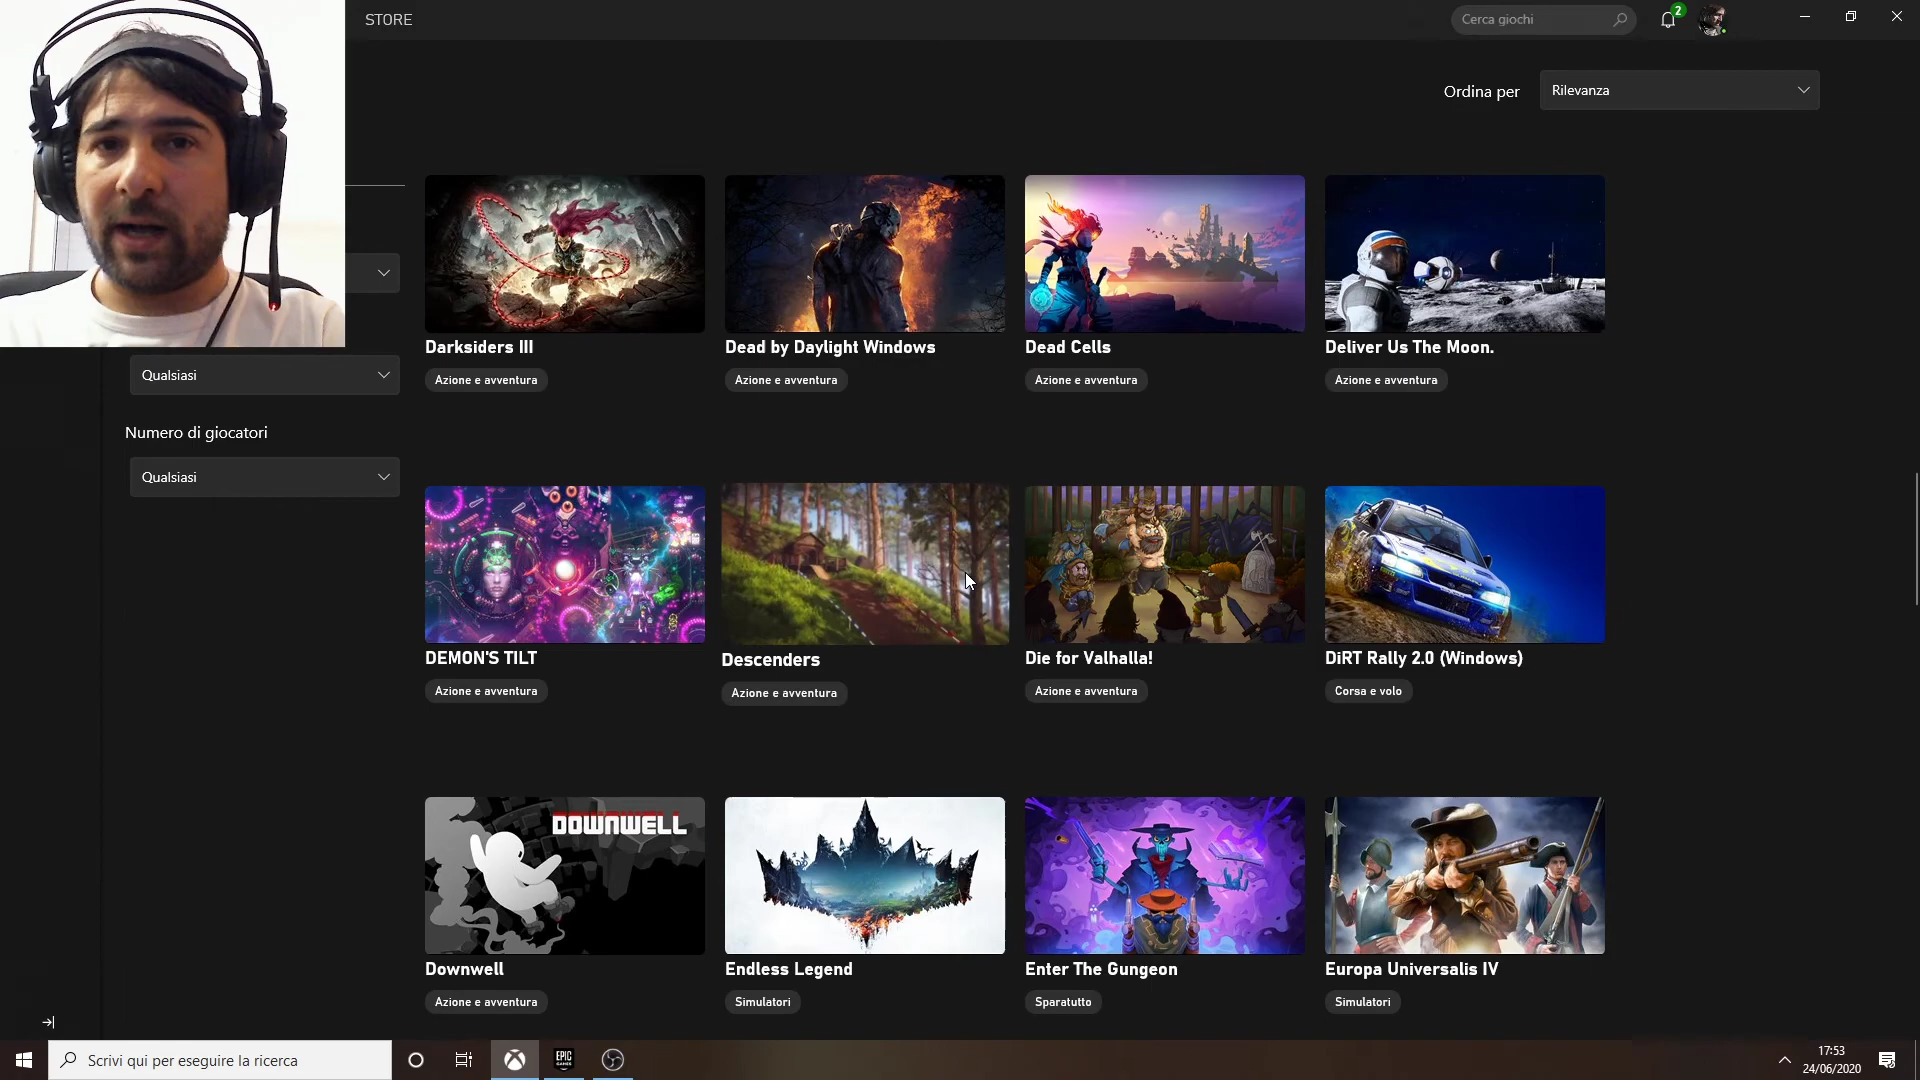 STORE
Cerca giochi
2
Ordina per
Rilevanza
Darksiders III
Dead by Daylight Windows
Dead Cells
Deliver Us The Moon.
Azione e avventura
Azione e avventura
Azione e avventura
Azione e avventura
Qualsiasi
Numero di giocatori
Qualsiasi
DEMON'S TILT
Descenders
Die for Valhalla!
DiRT Rally 2.0 (Windows)
Azione e avventura
Azione e avventura
Azione e avventura
Corsa e volo
DOWNWELL
Downwell
Endless Legend
Enter The Gungeon
Europa Universalis IV
Azione e avventura
Simulatori
Sparatutto
Simulatori
Scrivi qui per eseguire la ricerca
EPIC
GAMES
17:53
24/06/2020